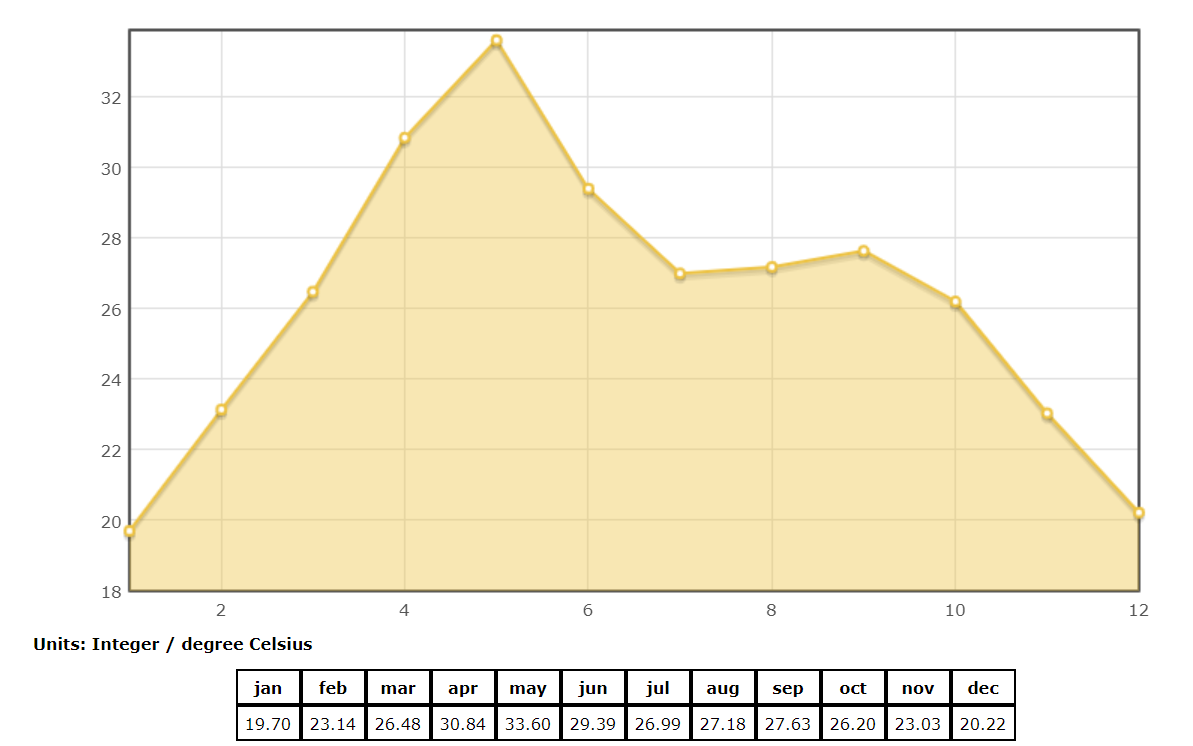 32
30
28
26
24
22
20
18
2 4 6 8 10 12
Units: Integer / degree Celsius
jan feb mar apr may jun jul aug sep oct nov dec
19.70 23.14 26.48 30.84 33.60 29.39 26.99 27.18 27.63 26.20 23.03 20.22